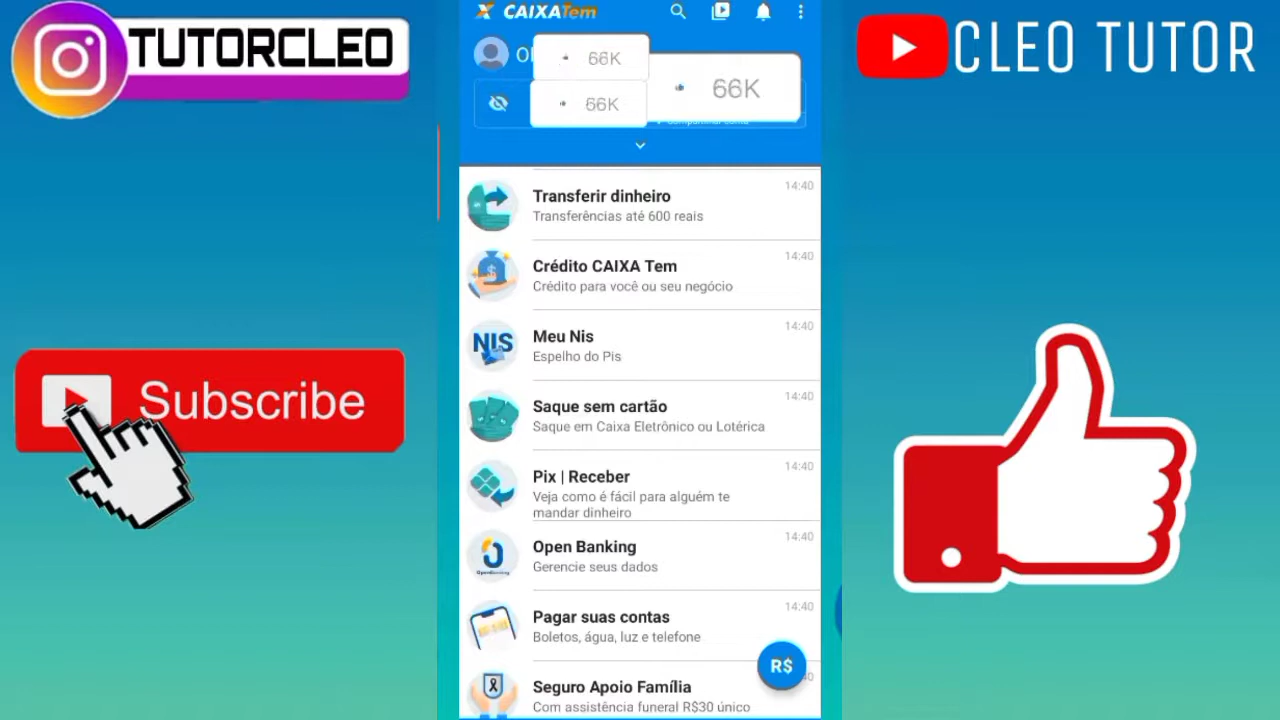 TUTORCLEO
Subscribe
CAIXATem
Ol
66K
66K
66K
Transferir dinheiro
14:40
Transferências até 600 reais
Crédito CAIXA Tem
14:40
Crédito para você ou seu negócio
Meu Nis
14:40
NIS
Espelho do Pis
Saque sem cartão
14:40
Saque em Caixa Eletrônico ou Lotérica
Pix | Receber
14:40
Veja como é fácil para alguém te
mandar dinheiro
Open Banking
14:40
OpenBanking
Gerencie seus dados
Pagar suas contas
14:40
Boletos, água, luz e telefone
R$
Seguro Apoio Família
Com assistência funeral R$30 único
CLEO TUTOR